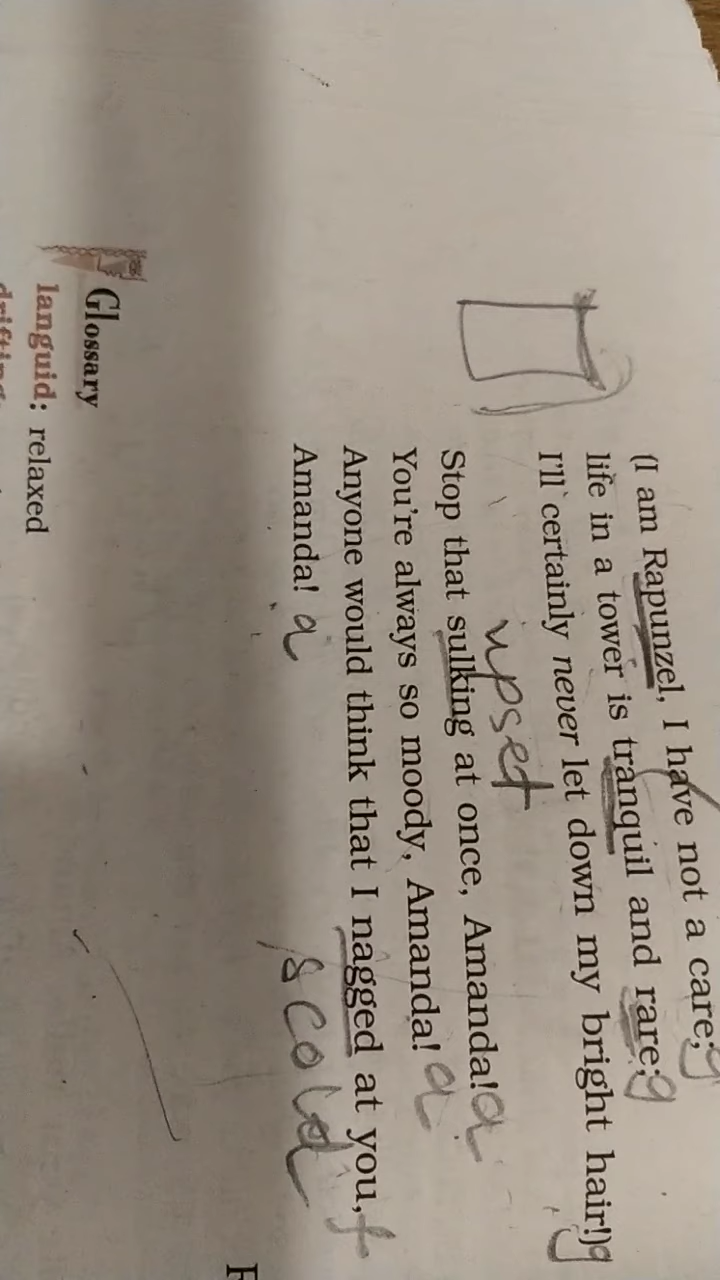 (I am Rapunzel, I have not a care; g
life in a tower is tranquil and rare; g
I'll certainly never let down my bright hair!) g
upset
Stop that sulking at once, Amanda! a
You're always so moody, Amanda! a
Anyone would think that I nagged at you, f
scold
Amanda! a
Glossary
languid: relaxed